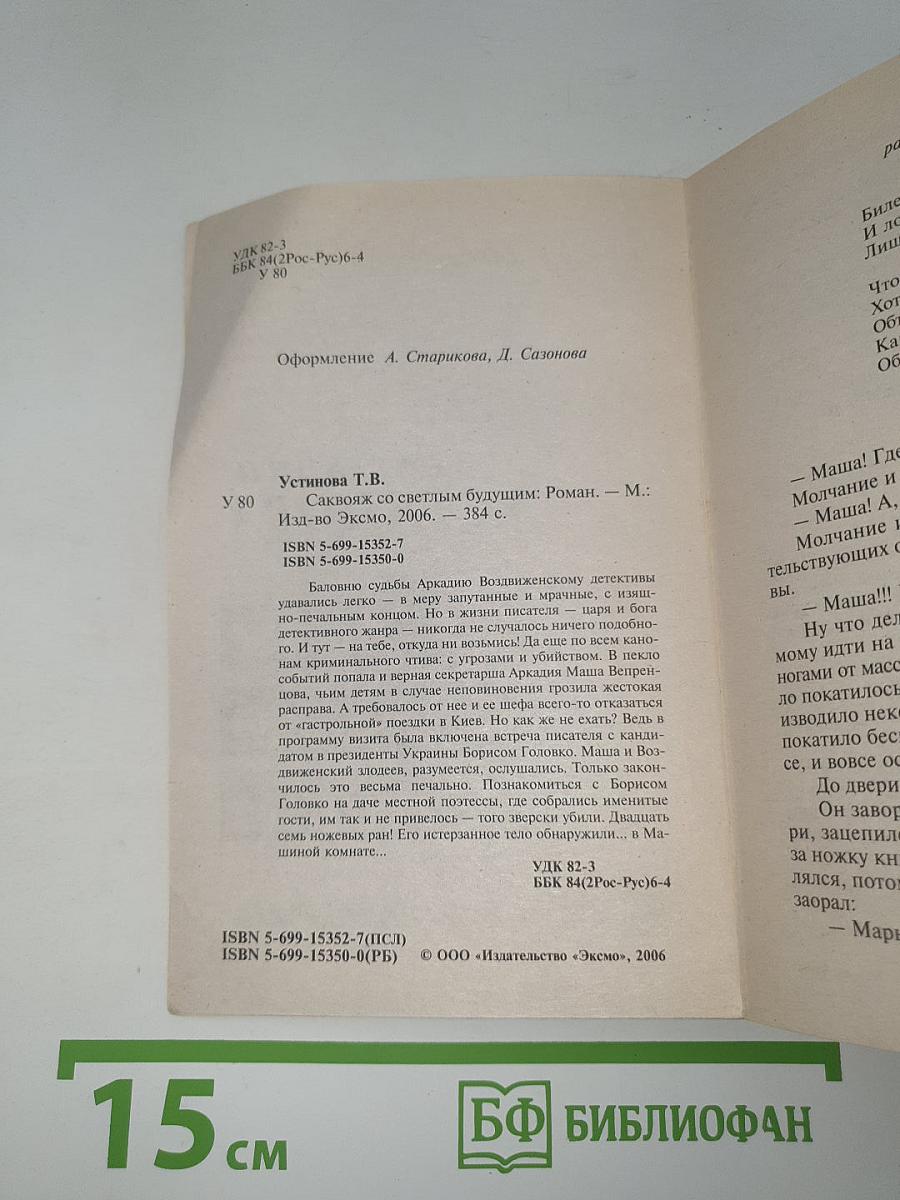 УДК 82-3
ББК 84(2Рос-Рус)6-4
У 80
Оформление А. Старикова, Д. Сазонова
Устинова Т.В.
У 80 Саквояж со светлым будущим: Роман. — М.:
Изд-во Эксмо, 2006. — 384 с.
ISBN 5-699-15352-7
ISBN 5-699-15350-0
Баловню судьбы Аркадию Воздвиженскому детективы
удавались легко — в меру запутанные и мрачные, с изящ-
но-печальным концом. Но в жизни писателя — царя и бога
детективного жанра — никогда не случалось ничего подобно-
го. И тут — на тебе, откуда ни возьмись! Да еще по всем кано-
нам криминального чтива: с угрозами и убийством. В пекло
событий попала и верная секретарша Аркадия Маша Вепрен-
цова, чьим детям в случае неповиновения грозила жестокая
расправа. А требовалось от нее и ее шефа всего-то отказаться
от «гастрольной» поездки в Киев. Но как же не ехать? Ведь в
программу визита была включена встреча писателя с канди-
датом в президенты Украины Борисом Головко. Маша и Воз-
движенский злодеев, разумеется, ослушались. Только закон-
чилось это весьма печально. Познакомиться с Борисом
Головко на даче местной поэтессы, где собрались именитые
гости, им так и не привелось — того зверски убили. Двадцать
семь ножевых ран! Его истерзанное тело обнаружили... в Ма-
шиной комнате...
УДК 82-3
ББК 84(2Рос-Рус)6-4
ISBN 5-699-15352-7(ПСЛ)
ISBN 5-699-15350-0(РБ) © ООО «Издательство «Эксмо», 2006
Что
— Маша! Где
Молчание и
— Маша! А,
Молчание и
тельствующих о
вы.
— Маша!!!
Ну что дел
мому идти на
ногами от масс
ло покатилось
изводило неко
покатило бес
се, и вовсе ос
До двери
Он завор
ри, зацепило
за ножку кн
лялся, пото
заорал:
— Марь
15 см
БФ БИБЛИОФАН